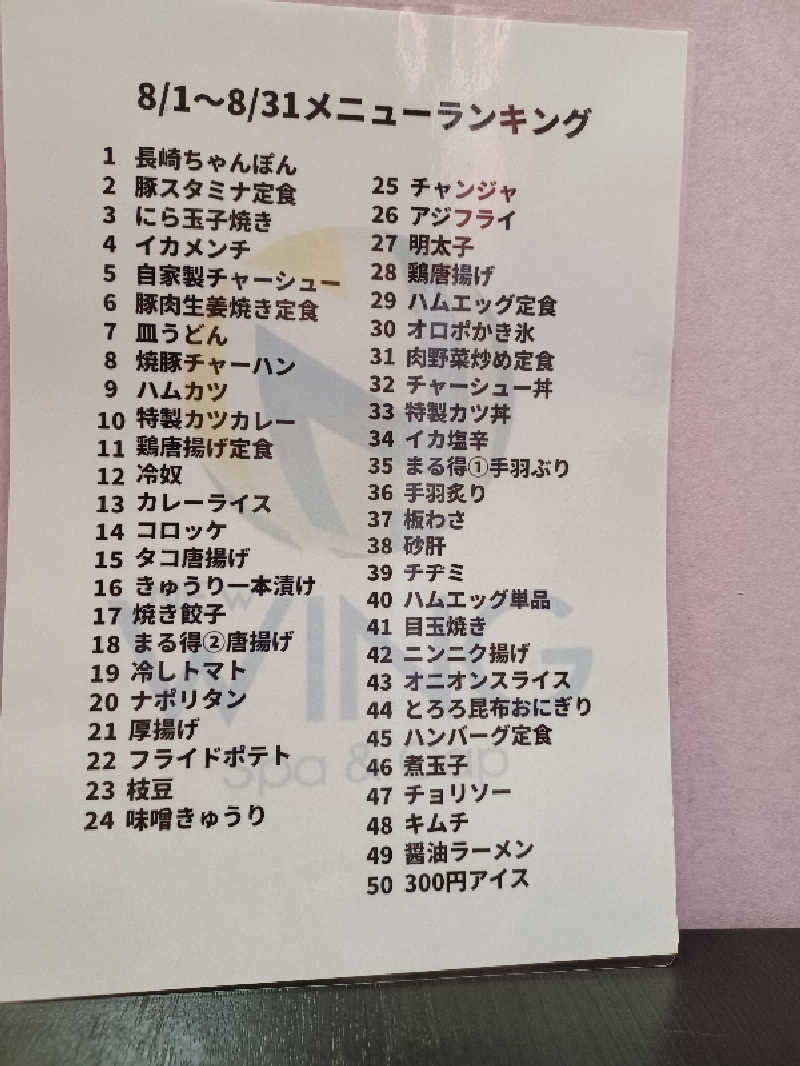 8/1～8/31メニューランキング
1 長崎ちゃんぽん
2 豚スタミナ定食
3 にら玉子焼き
4 イカメンチ
5 自家製チャーシュー
6 豚肉生姜焼き定食
7 皿うどん
8 焼豚チャーハン
9 ハムカツ
10 特製カツカレー
11 鶏唐揚げ定食
12 冷奴
13 カレーライス
14 コロッケ
15 タコ唐揚げ
16 きゅうり一本漬け
17 焼き餃子
18 まる得②唐揚げ
19 冷しトマト
20 ナポリタン
21 厚揚げ
22 フライドポテト
23 枝豆
24 味噌きゅうり
25 チャンジャ
26 アジフライ
27 明太子
28 鶏唐揚げ
29 ハムエッグ定食
30 オロポかき氷
31 肉野菜炒め定食
32 チャーシュー丼
33 特製カツ丼
34 イカ塩辛
35 まる得①手羽ぶり
36 手羽炙り
37 板わさ
38 砂肝
39 チヂミ
40 ハムエッグ単品
41 目玉焼き
42 ニンニク揚げ
43 オニオンスライス
44 とろろ昆布おにぎり
45 ハンバーグ定食
46 煮玉子
47 チョリソー
48 キムチ
49 醤油ラーメン
50 300円アイス
WING
Spa &